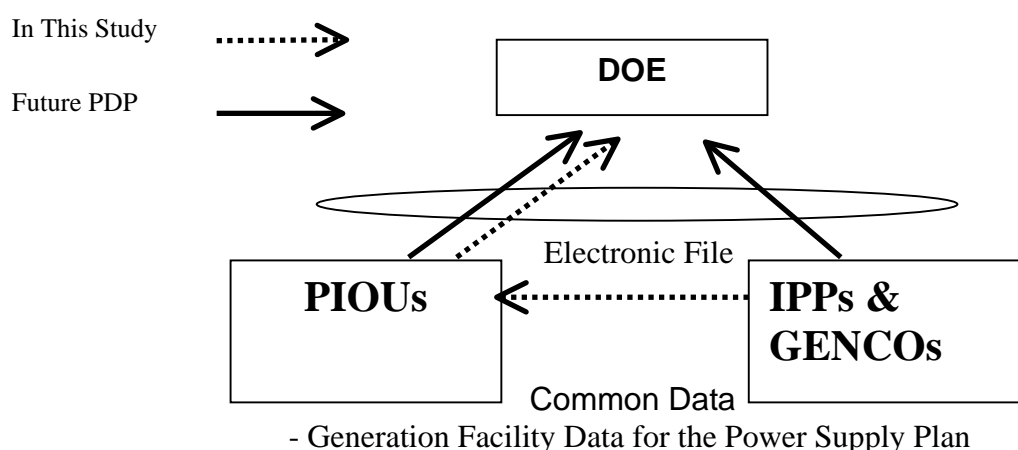 In This Study
DOE
Future PDP
Electronic File
PIOUs
IPPs &
GENCOs
Common Data
- Generation Facility Data for the Power Supply Plan